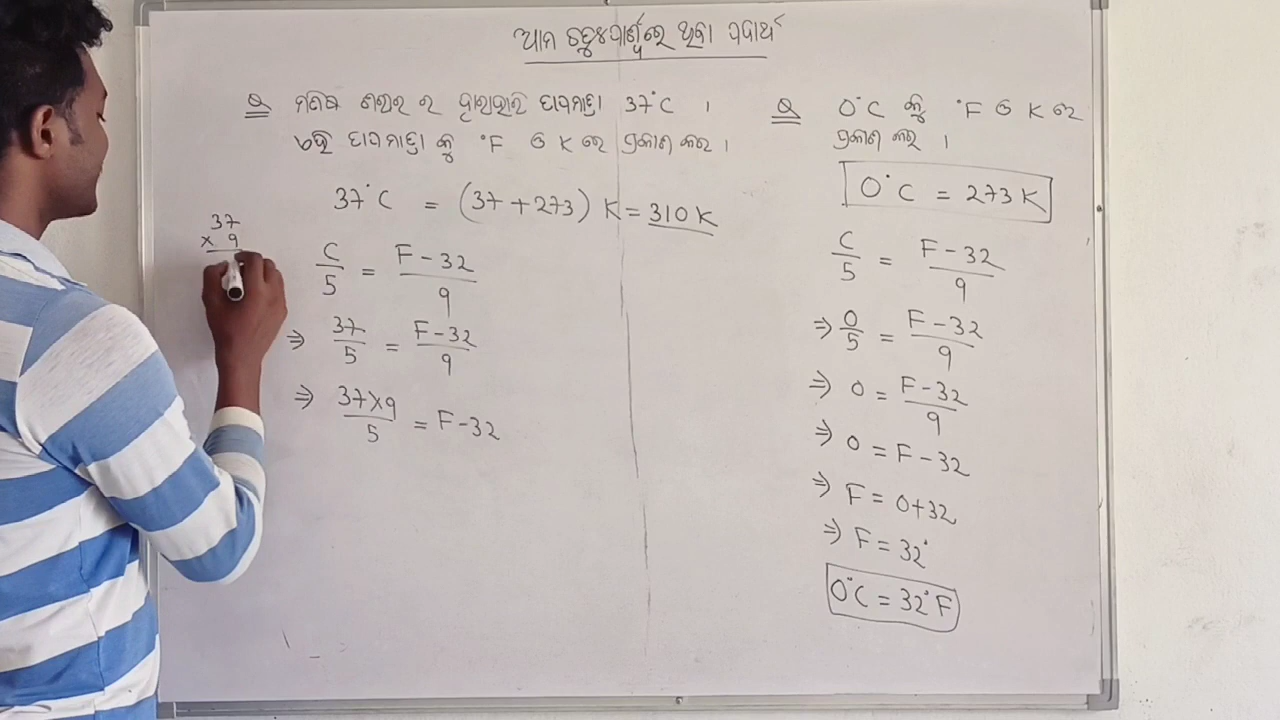 ଆମ ଚତୁଃପାର୍ଶ୍ୱରେ ଥିବା ପଦାର୍ଥ
Q ମଣିଷ ଶରୀର ର ହାରାହାରି ତାପମାତ୍ରା 37°C ।
ଏହି ତାପମାତ୍ରା କୁ °F ଓ K ରେ ପ୍ରକାଶ କର ।
37°C = (37 + 273) K = 310 K
37
× 9
C/5 = F - 32/9
⇒ 37/5 = F - 32/9
⇒ 37×9/5 = F - 32
Q 0°C କୁ °F ଓ K ରେ
ପ୍ରକାଶ କର ।
0°C = 273 K
C/5 = F - 32/9
⇒ 0/5 = F - 32/9
⇒ 0 = F - 32/9
⇒ 0 = F - 32
⇒ F = 0+32
⇒ F = 32°
0°C = 32°F